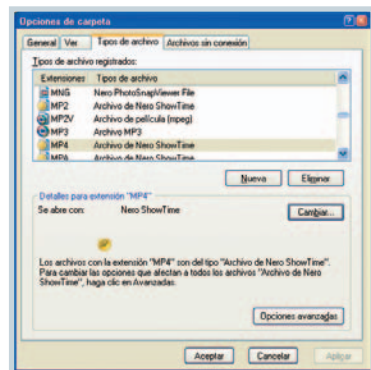 Opciones de carpeta
General Ver Tipos de archivo Archivos sin conexión
Tipos de archivo registrados:
Extensiones Tipos de archivo
MNG Nero PhotoSnapViewer File
MP2 Archivo de Nero ShowTime
MP2V Archivo de película (mpeg)
MP3 Archivo MP3
MP4 Archivo de Nero ShowTime
MPA Archivo de Nero ShowTime
Nuevo Eliminar
Detalles para extensión "MP4"
Se abre con: Nero ShowTime Cambiar...
Los archivos con la extensión "MP4" son del tipo "Archivo de Nero ShowTime".
Para cambiar las opciones que afectan a todos los archivos "Archivo de Nero
ShowTime", haga clic en Avanzadas.
Opciones avanzadas
Aceptar Cancelar Aplicar